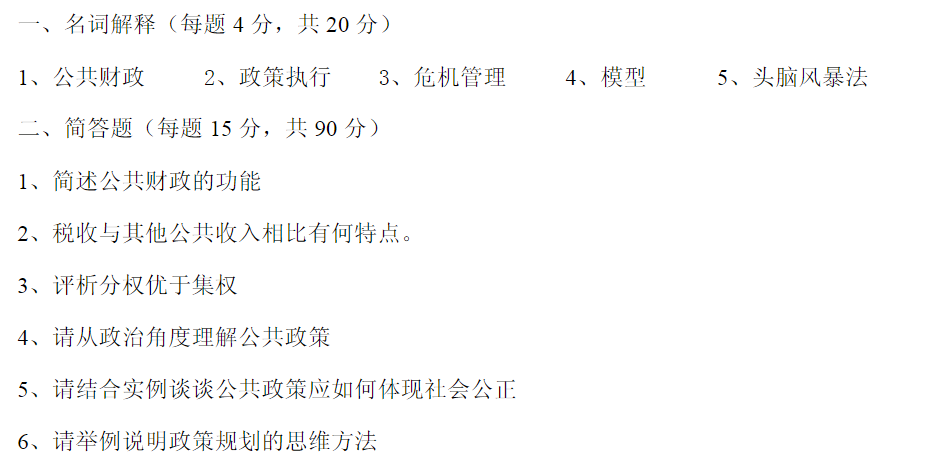 一、名词解释（每题 4 分，共 20 分）
1、公共财政 2、政策执行 3、危机管理 4、模型 5、头脑风暴法
二、简答题（每题 15 分，共 90 分）
1、简述公共财政的功能
2、税收与其他公共收入相比有何特点。
3、评析分权优于集权
4、请从政治角度理解公共政策
5、请结合实例谈谈公共政策应如何体现社会公正
6、请举例说明政策规划的思维方法